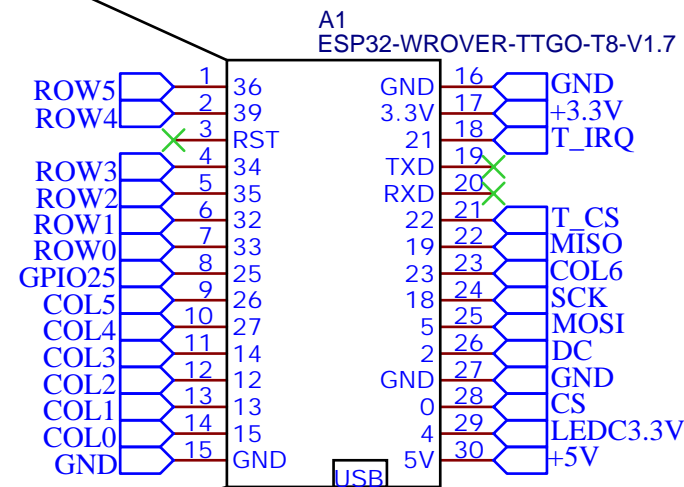 A1
ESP32-WROVER-TTGO-T8-V1.7
ROW5 1 36 GND 16 GND
ROW4 2 39 3.3V 17 +3.3V
3 RST 21 18 T_IRQ
ROW3 4 34 TXD 19
ROW2 5 35 RXD 20
ROW1 6 32 22 21 T_CS
ROW0 7 33 19 22 MISO
GPIO25 8 25 23 23 COL6
COL5 9 26 18 24 SCK
COL4 10 27 5 25 MOSI
COL3 11 14 2 26 DC
COL2 12 12 GND 27 GND
COL1 13 13 0 28 CS
COL0 14 15 4 29 LEDC3.3V
GND 15 GND 5V 30 +5V
USB